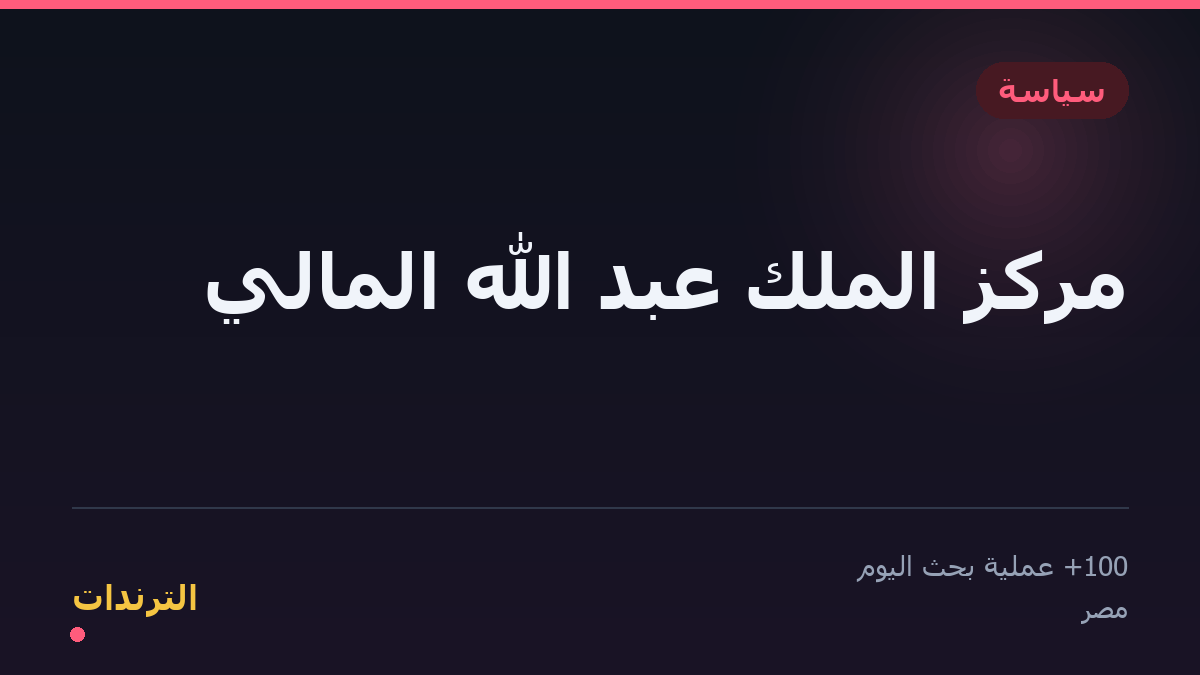 سياسة
مركز الملك عبد الله المالي
100+ عملية بحث اليوم
مصر
الترندات